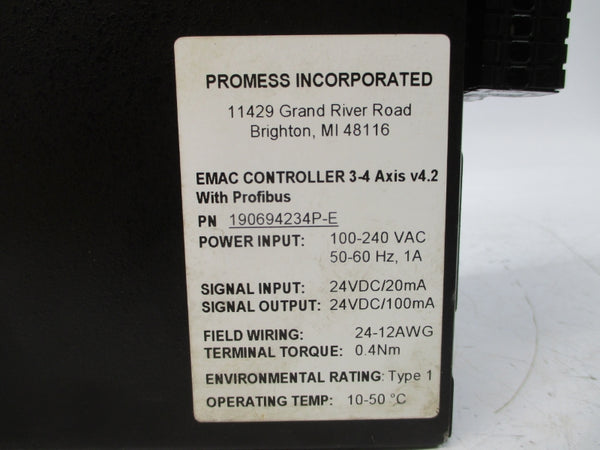 PROMESS INCORPORATED
11429 Grand River Road
Brighton, MI 48116
EMAC CONTROLLER 3-4 Axis v4.2
With Profibus
PN 190694234P-E
POWER INPUT: 100-240 VAC
50-60 Hz, 1A
SIGNAL INPUT: 24VDC/20mA
SIGNAL OUTPUT: 24VDC/100mA
FIELD WIRING: 24-12AWG
TERMINAL TORQUE: 0.4Nm
ENVIRONMENTAL RATING: Type 1
OPERATING TEMP: 10-50 °C